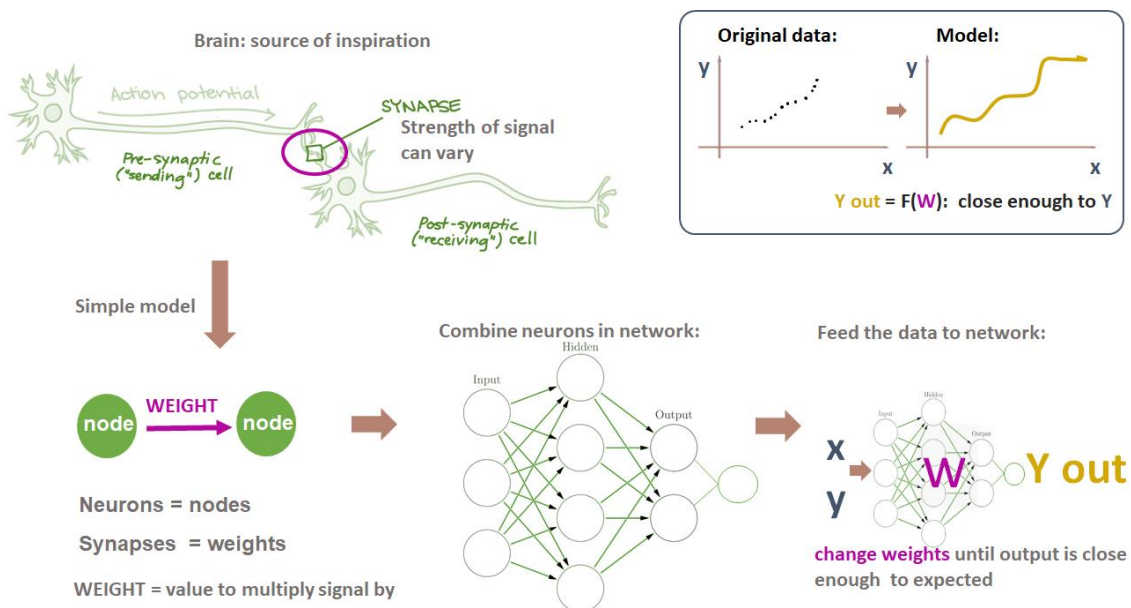 Brain: source of inspiration
Action potential
SYNAPSE
Strength of signal
can vary
Pre-synaptic
("sending") cell
Post-synaptic
("receiving") cell
Original data:
Model:
y
x
y
x
Y out = F(W): close enough to Y
Simple model
node
WEIGHT
node
Neurons = nodes
Synapses = weights
WEIGHT = value to multiply signal by
Combine neurons in network:
Hidden
Input
Output
Feed the data to network:
Hidden
Input
Output
x
y
W
Y out
change weights until output is close
enough to expected